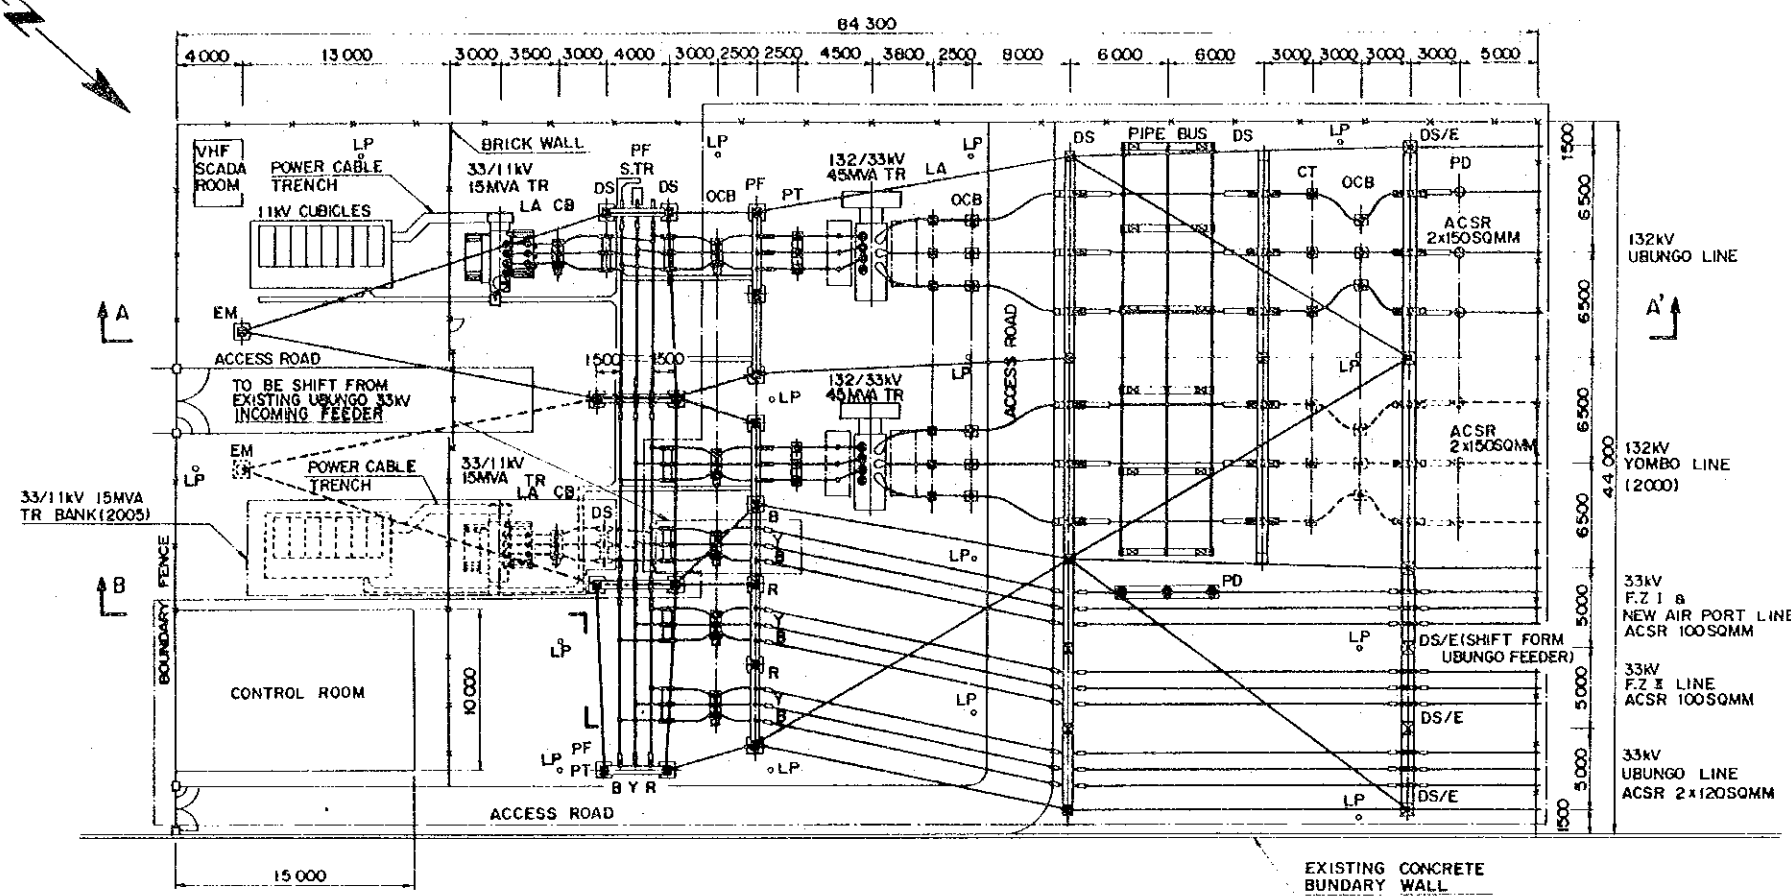 N
84 300
4000
13000
3000
3500
3000
4000
3000
2500
2500
4500
3800
2500
8000
6000
6000
3000
3000
3000
3000
5000
VHF
SCADA
ROOM
LP
POWER CABLE
TRENCH
11kV CUBICLES
BRICK WALL
33/11kV
15MVA TR
LA CB
DS
PF
S.TR
DS
LP
OCB
PF
PT
132/33kV
45MVA TR
LA
LP
OCB
DS
PIPE BUS
DS
LP
DS/E
CT
OCB
PD
ACSR
2x150SQMM
1500
6500
132kV
UBUNGO LINE
A
EM
ACCESS ROAD
TO BE SHIFT FROM
EXISTING UBUNGO 33kV
INCOMING FEEDER
1500
1500
132/33kV
45MVA TR
LP
LP
ACCESS ROAD
LP
6500
A'
6500
ACSR
2x150SQMM
132kV
YOMBO LINE
(2000)
44 000
EM
LP
POWER CABLE
TRENCH
33/11kV
15MVA TR
LA CB
DS
33/11kV 15MVA
TR BANK(2005)
B
Y
B
R
LP
PD
6500
B
BOUNDARY FENCE
33kV
F.Z I &
NEW AIR PORT LINE
ACSR 100SQMM
5000
Y
B
R
LP
LP
DS/E(SHIFT FORM
UBUNGO FEEDER)
CONTROL ROOM
10000
33kV
F.Z II LINE
ACSR 100SQMM
5000
Y
B
LP
DS/E
LP
PF
PT
LP
B Y R
33kV
UBUNGO LINE
ACSR 2x120SQMM
5000
LP
DS/E
1500
ACCESS ROAD
15000
EXISTING CONCRETE
BUNDARY WALL